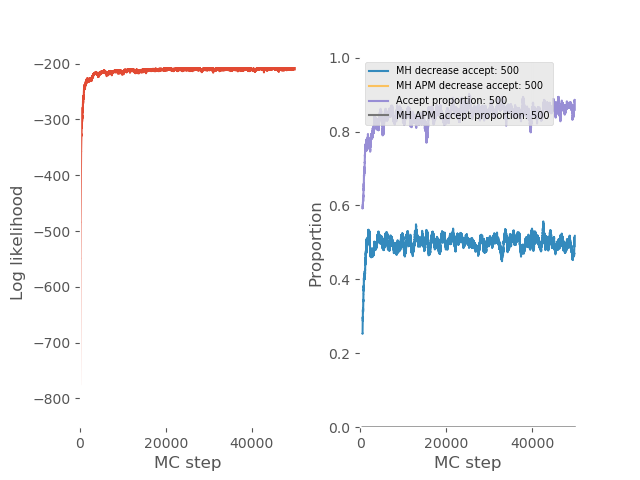 −200
−300
−400
−500
−600
−700
−800
0
20000
40000
MC step
Log likelihood
1.0
0.8
0.6
0.4
0.2
0.0
0
20000
40000
MC step
Proportion
MH decrease accept: 500
MH APM decrease accept: 500
Accept proportion: 500
MH APM accept proportion: 500